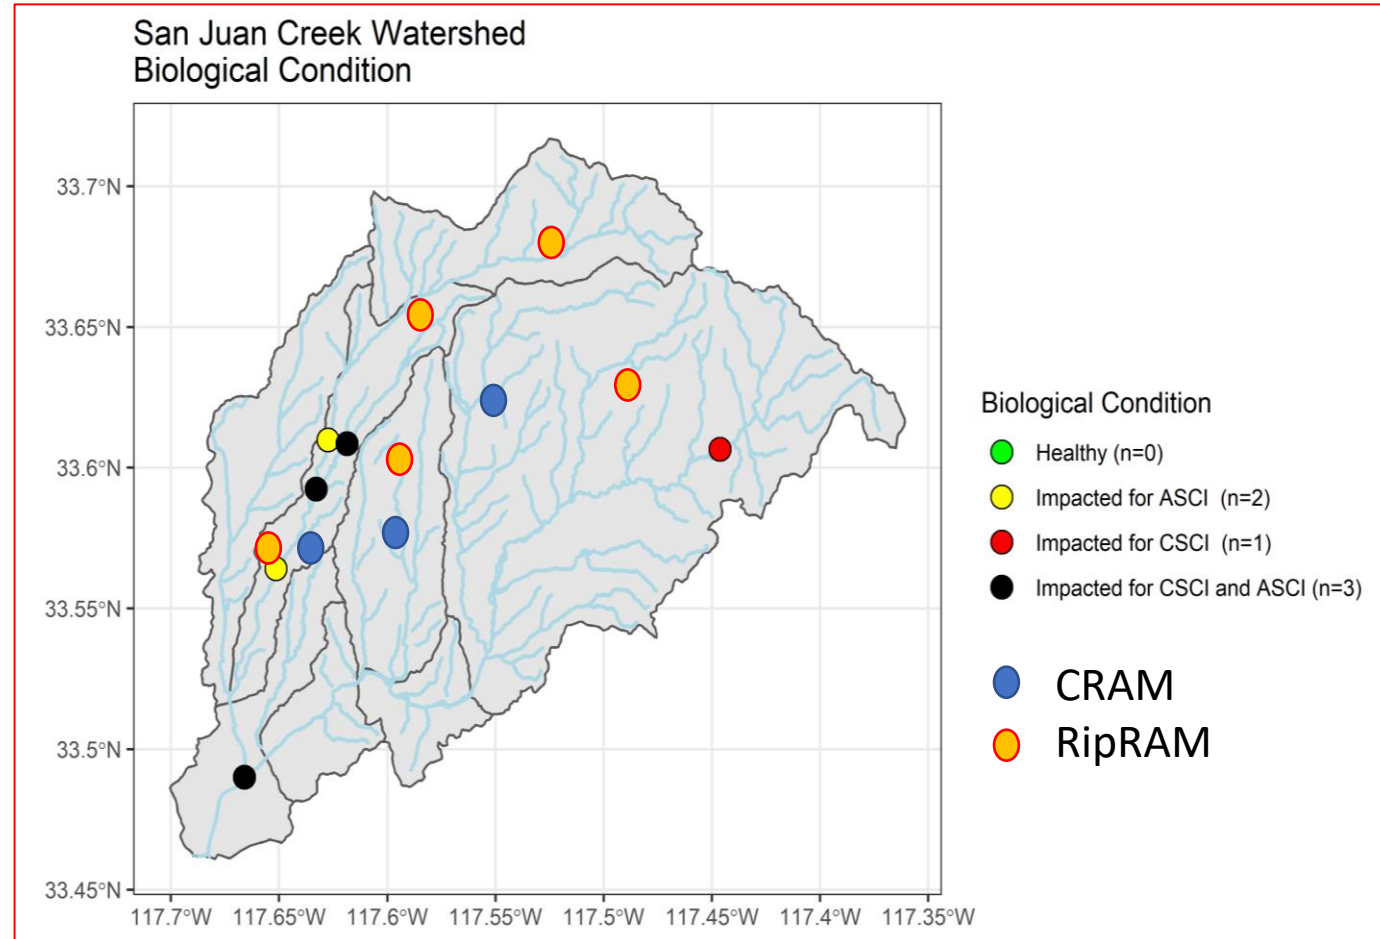 San Juan Creek Watershed
Biological Condition
33.7°N
33.65°N
33.6°N
33.55°N
33.5°N
33.45°N
117.7°W 117.65°W 117.6°W 117.55°W 117.5°W 117.45°W 117.4°W 117.35°W
Biological Condition
Healthy (n=0)
Impacted for ASCI (n=2)
Impacted for CSCI (n=1)
Impacted for CSCI and ASCI (n=3)
CRAM
RipRAM